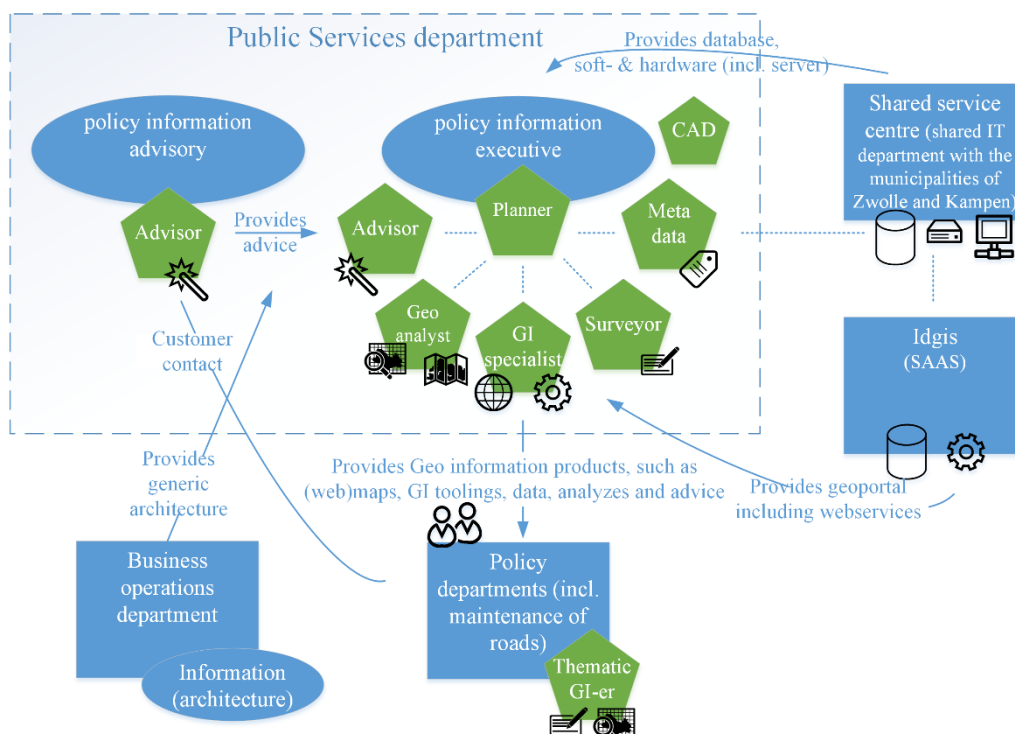 Public Services department
Provides database,
soft- & hardware (incl. server)
policy information
advisory
policy information
executive
CAD
Shared service
centre (shared IT
department with the
municipalities of
Zwolle and Kampen)
Advisor
Provides
advice
Advisor
Planner
Meta
data
Geo
analyst
GI
specialist
Surveyor
Customer
contact
Idgis
(SAAS)
Provides
generic
architecture
Provides Geo information products, such as
(web)maps, GI toolings, data, analyzes and advice
Provides geoportal
including webservices
Business
operations
department
Information
(architecture)
Policy
departments (incl.
maintenance of
roads)
Thematic
GI-er